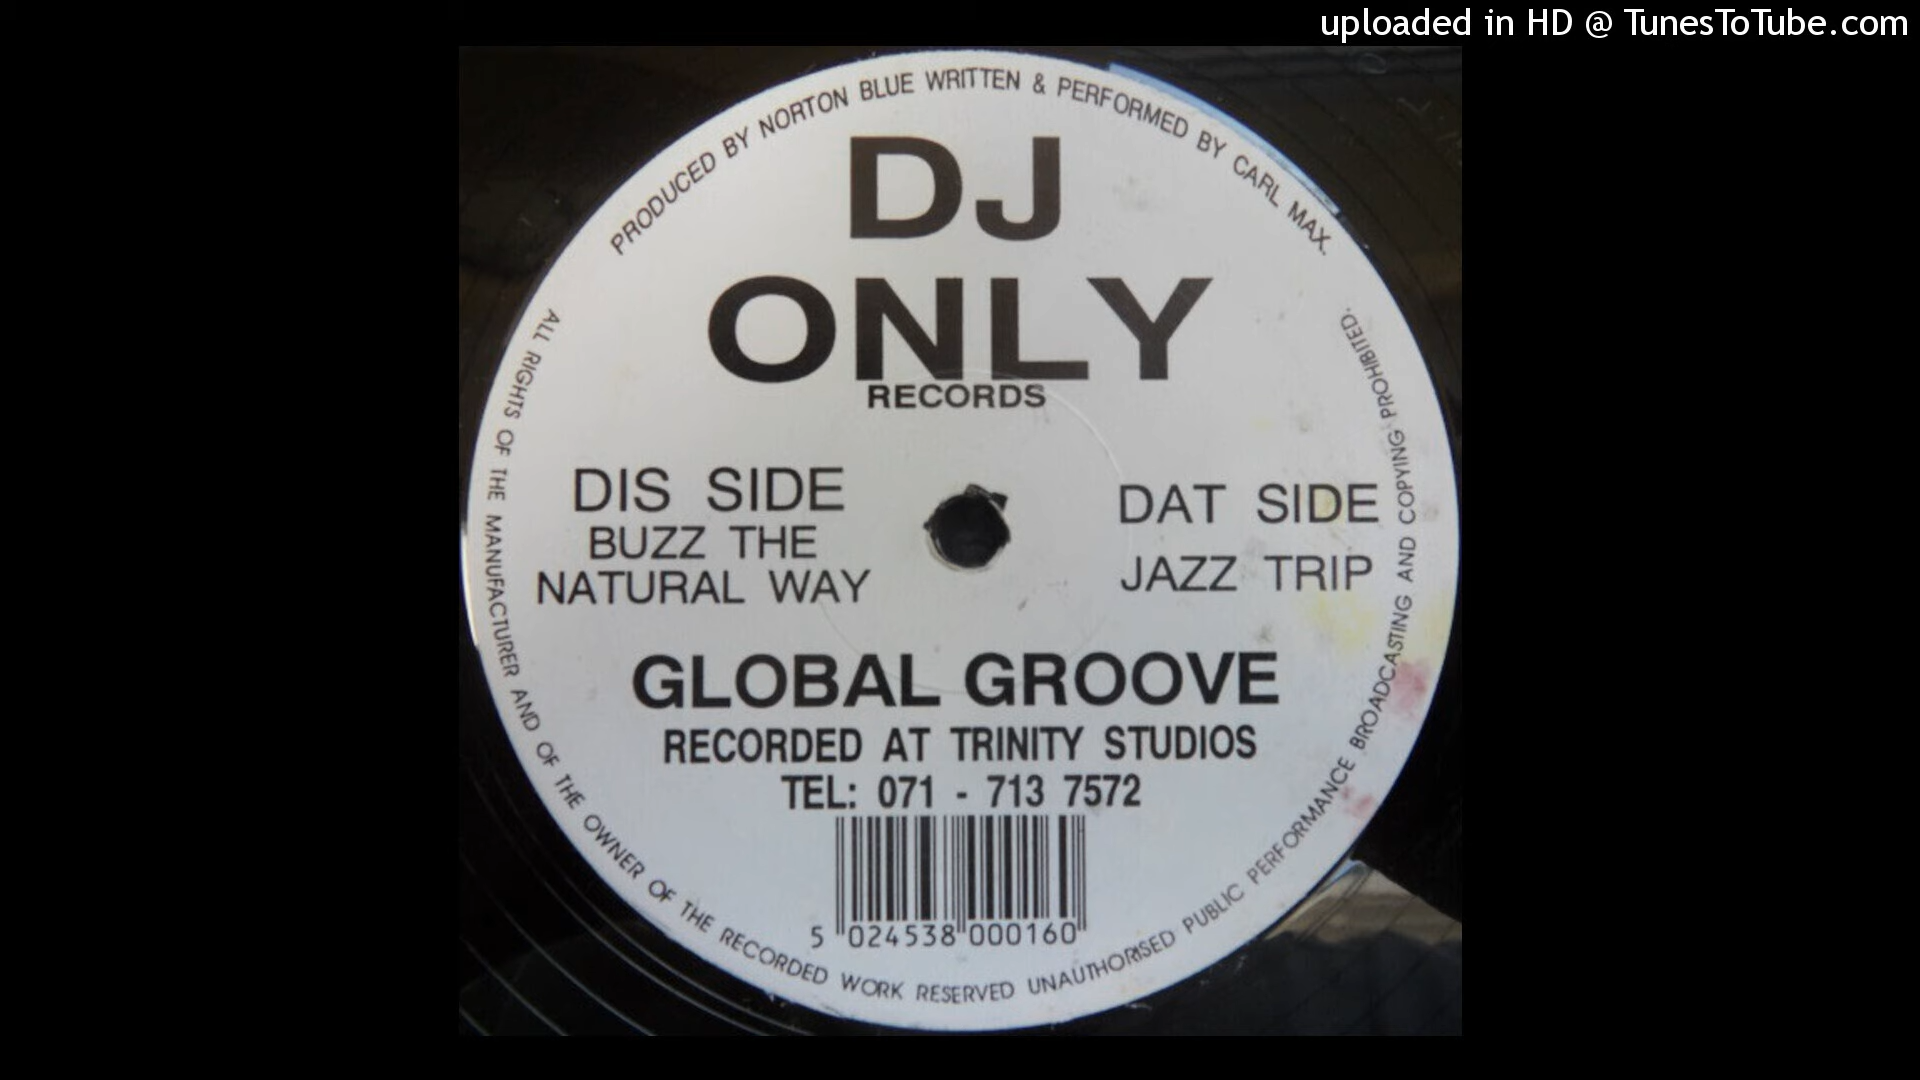 uploaded in HD @ TunesToTube.com
PRODUCED BY NORTON BLUE WRITTEN & PERFORMED BY CARL MAX.
DJ
ONLY
RECORDS
DIS SIDE
BUZZ THE
NATURAL WAY
DAT SIDE
JAZZ TRIP
GLOBAL GROOVE
RECORDED AT TRINITY STUDIOS
TEL: 071 - 713 7572
5 024538 000160
ALL RIGHTS OF THE MANUFACTURER AND OF THE OWNER OF THE RECORDED WORK RESERVED UNAUTHORISED PUBLIC PERFORMANCE BROADCASTING AND COPYING PROHIBITED.